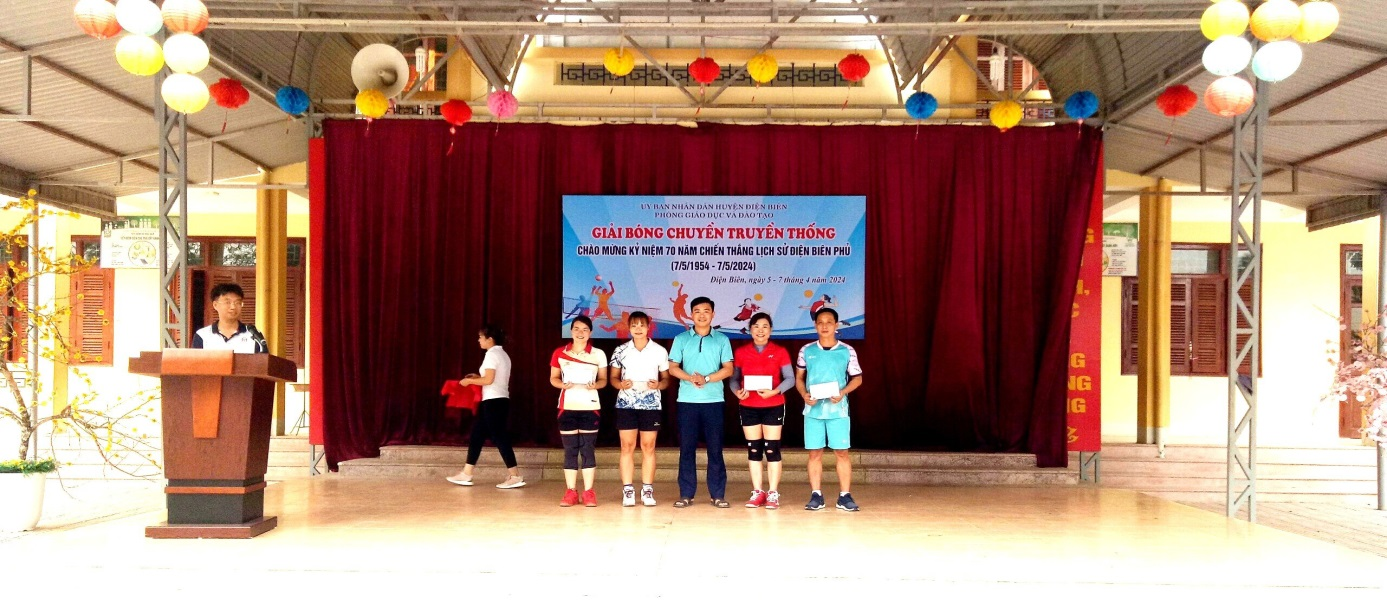 ỦY BAN NHÂN DÂN HUYỆN ĐIỆN BIÊN
PHÒNG GIÁO DỤC VÀ ĐÀO TẠO
GIẢI BÓNG CHUYỀN TRUYỀN THỐNG
CHÀO MỪNG KỶ NIỆM 70 NĂM CHIẾN THẮNG LỊCH SỬ ĐIỆN BIÊN PHỦ
(7/5/1954 - 7/5/2024)
Điện Biên, ngày 5 - 7 tháng 4 năm 2024